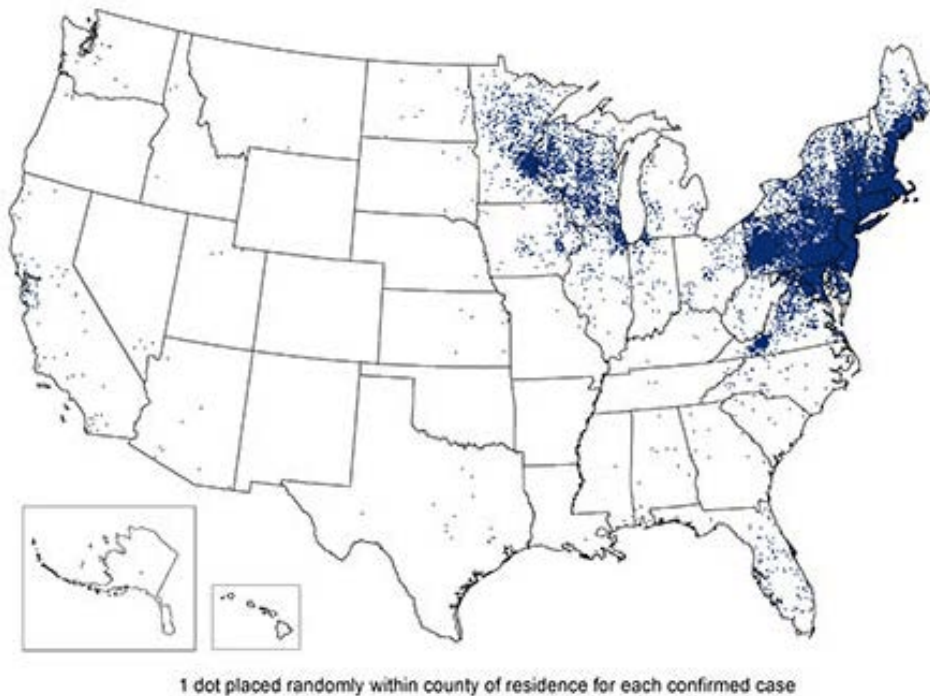 1 dot placed randomly within county of residence for each confirmed case